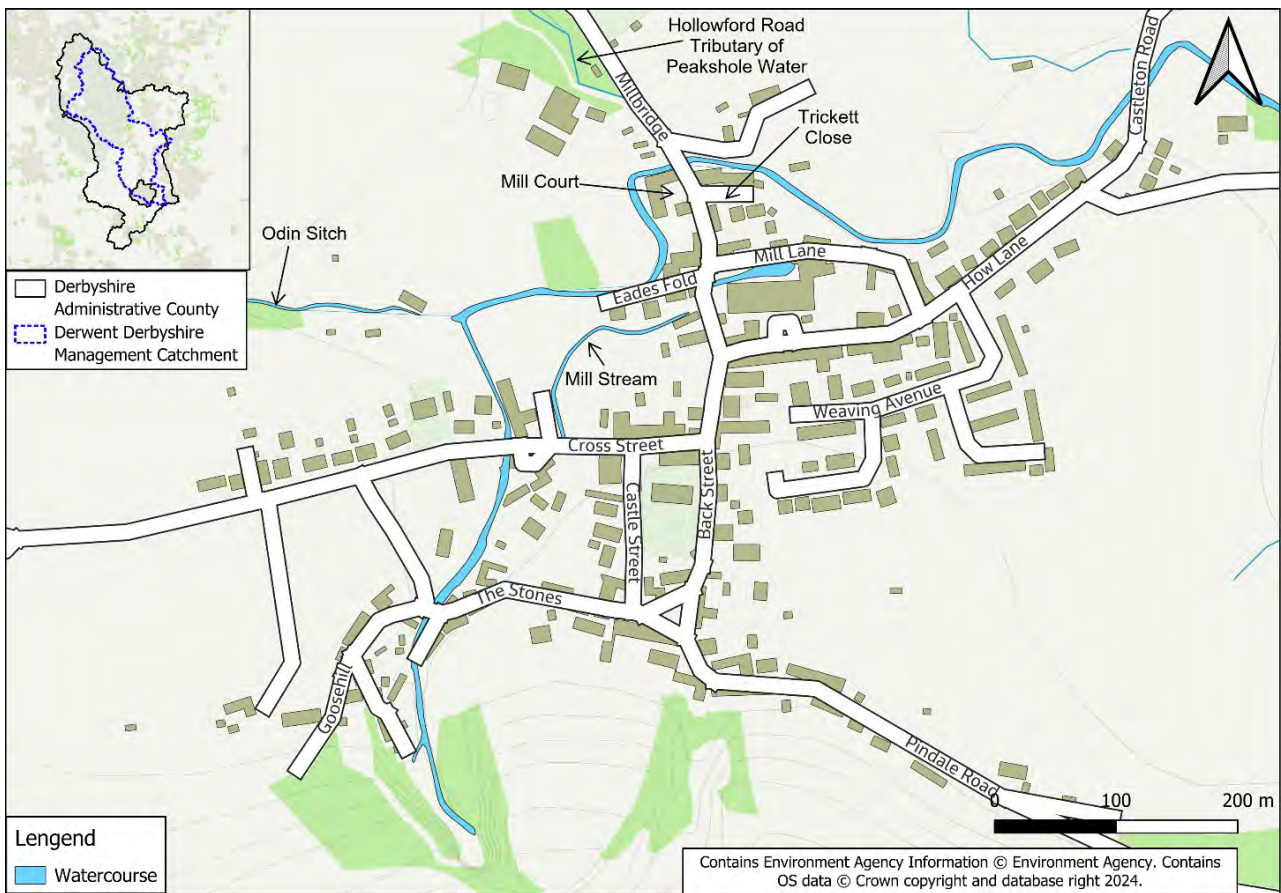 Hollowford Road
Tributary of
Peakshole Water
Millbridge
Castleton Road
Trickett
Close
Mill Court
Odin Sitch
Mill Lane
How Lane
Eades Fold
Derbyshire
Administrative County
Derwent Derbyshire
Management Catchment
Mill Stream
Weaving Avenue
Cross Street
Castle Street
Back Street
The Stones
Goosehill
Pindale Road
0 100 200 m
Lengend
Watercourse
Contains Environment Agency Information © Environment Agency. Contains
OS data © Crown copyright and database right 2024.